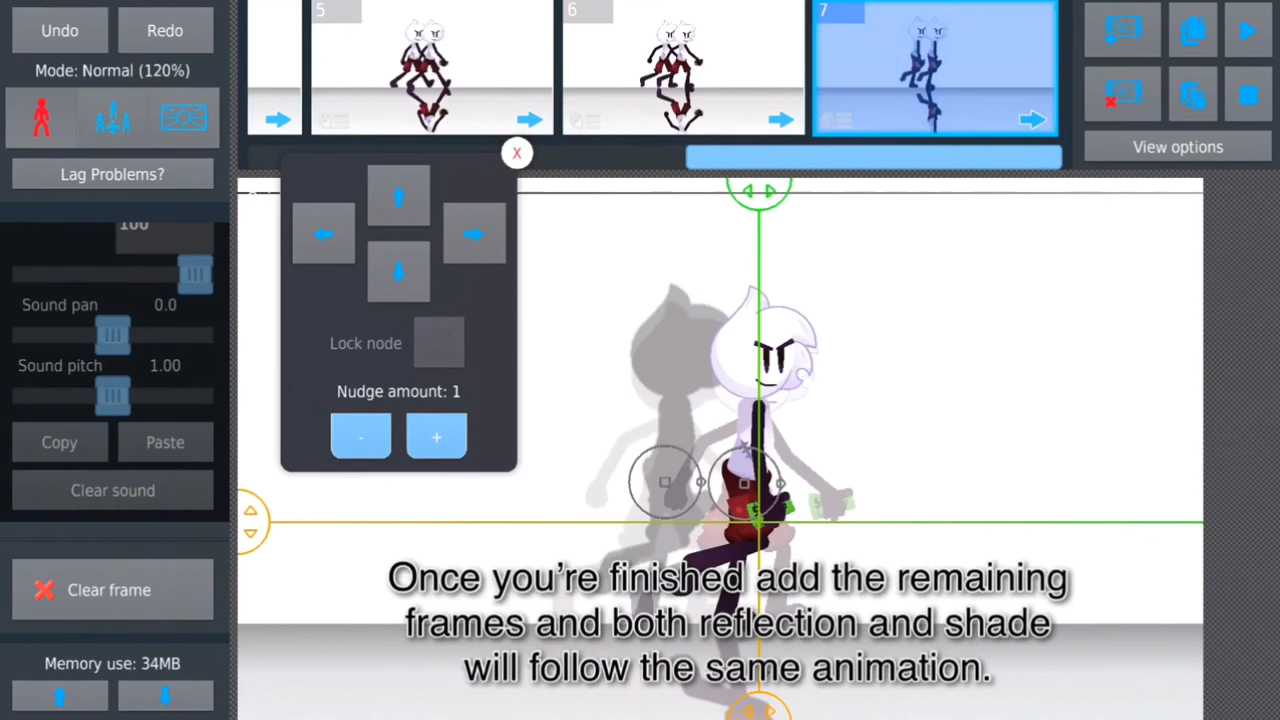 Undo
Redo
Mode: Normal (120%)
Lag Problems?
100
Sound pan 0.0
Sound pitch 1.00
Copy
Paste
Clear sound
Clear frame
Memory use: 34MB
5
6
7
View options
X
Lock node
Nudge amount: 1
-
+
Once you're finished add the remaining
frames and both reflection and shade
will follow the same animation.